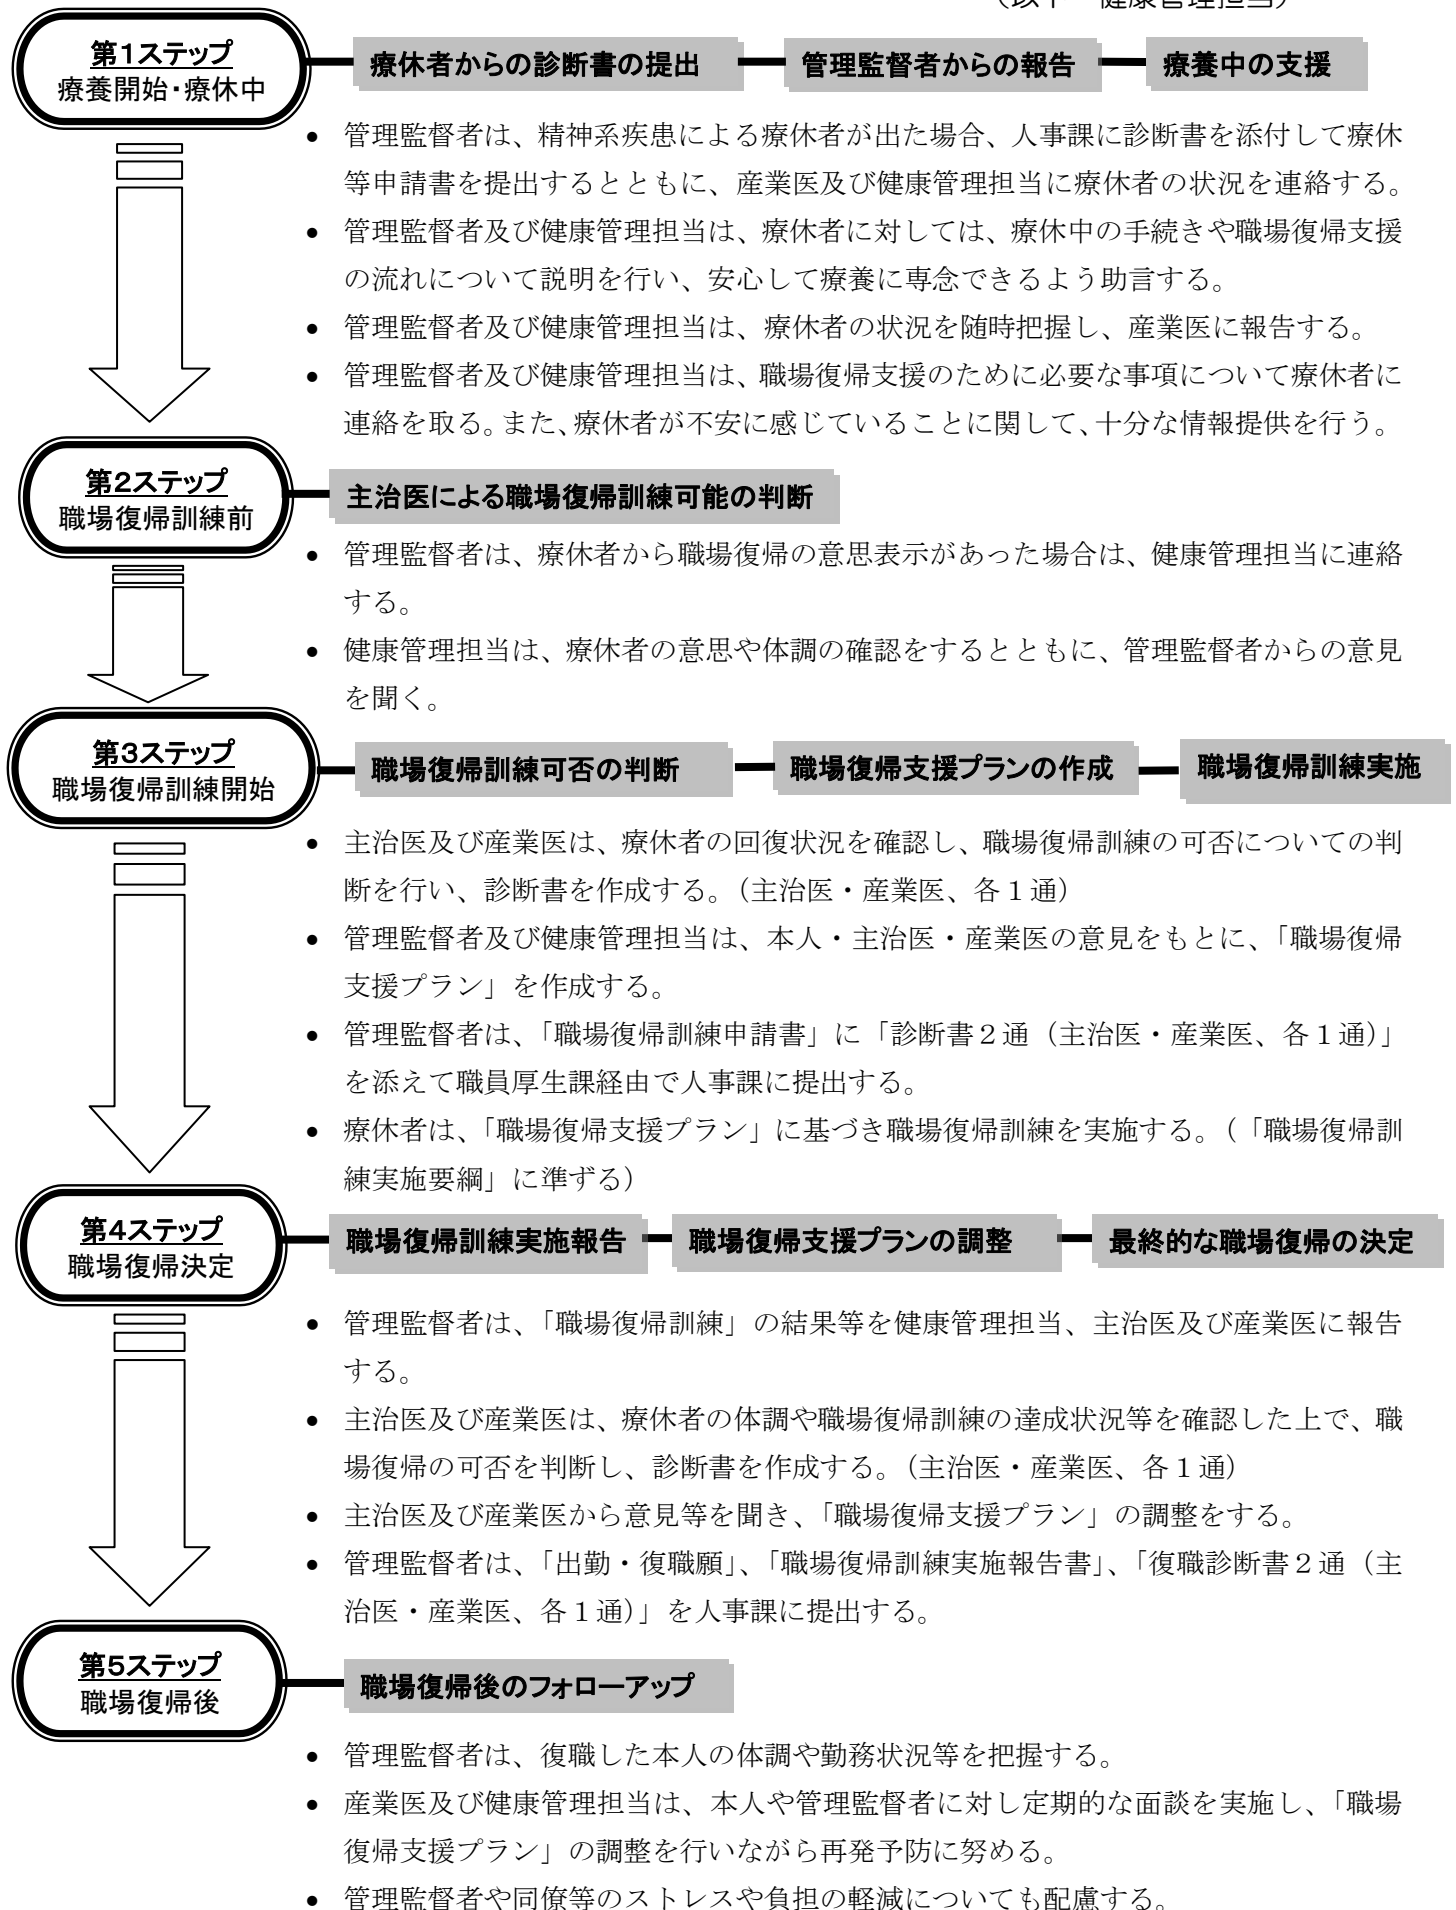 （以下 健康管理担当）
第1ステップ
療養開始・療休中
療休者からの診断書の提出
管理監督者からの報告
療養中の支援
• 管理監督者は、精神系疾患による療休者が出た場合、人事課に診断書を添付して療休
等申請書を提出するとともに、産業医及び健康管理担当に療休者の状況を連絡する。
• 管理監督者及び健康管理担当は、療休者に対しては、療休中の手続きや職場復帰支援
の流れについて説明を行い、安心して療養に専念できるよう助言する。
• 管理監督者及び健康管理担当は、療休者の状況を随時把握し、産業医に報告する。
• 管理監督者及び健康管理担当は、職場復帰支援のために必要な事項について療休者に
連絡を取る。また、療休者が不安に感じていることに関して、十分な情報提供を行う。
第2ステップ
職場復帰訓練前
主治医による職場復帰訓練可能の判断
• 管理監督者は、療休者から職場復帰の意思表示があった場合は、健康管理担当に連絡
する。
• 健康管理担当は、療休者の意思や体調の確認をするとともに、管理監督者からの意見
を聞く。
第3ステップ
職場復帰訓練開始
職場復帰訓練可否の判断
職場復帰支援プランの作成
職場復帰訓練実施
• 主治医及び産業医は、療休者の回復状況を確認し、職場復帰訓練の可否についての判
断を行い、診断書を作成する。（主治医・産業医、各１通）
• 管理監督者及び健康管理担当は、本人・主治医・産業医の意見をもとに、「職場復帰
支援プラン」を作成する。
• 管理監督者は、「職場復帰訓練申請書」に「診断書２通（主治医・産業医、各１通）」
を添えて職員厚生課経由で人事課に提出する。
• 療休者は、「職場復帰支援プラン」に基づき職場復帰訓練を実施する。（「職場復帰訓
練実施要綱」に準ずる）
第4ステップ
職場復帰決定
職場復帰訓練実施報告
職場復帰支援プランの調整
最終的な職場復帰の決定
• 管理監督者は、「職場復帰訓練」の結果等を健康管理担当、主治医及び産業医に報告
する。
• 主治医及び産業医は、療休者の体調や職場復帰訓練の達成状況等を確認した上で、職
場復帰の可否を判断し、診断書を作成する。（主治医・産業医、各１通）
• 主治医及び産業医から意見等を聞き、「職場復帰支援プラン」の調整をする。
• 管理監督者は、「出勤・復職願」、「職場復帰訓練実施報告書」、「復職診断書２通（主
治医・産業医、各１通）」を人事課に提出する。
第5ステップ
職場復帰後
職場復帰後のフォローアップ
• 管理監督者は、復職した本人の体調や勤務状況等を把握する。
• 産業医及び健康管理担当は、本人や管理監督者に対し定期的な面談を実施し、「職場
復帰支援プラン」の調整を行いながら再発予防に努める。
• 管理監督者や同僚等のストレスや負担の軽減についても配慮する。